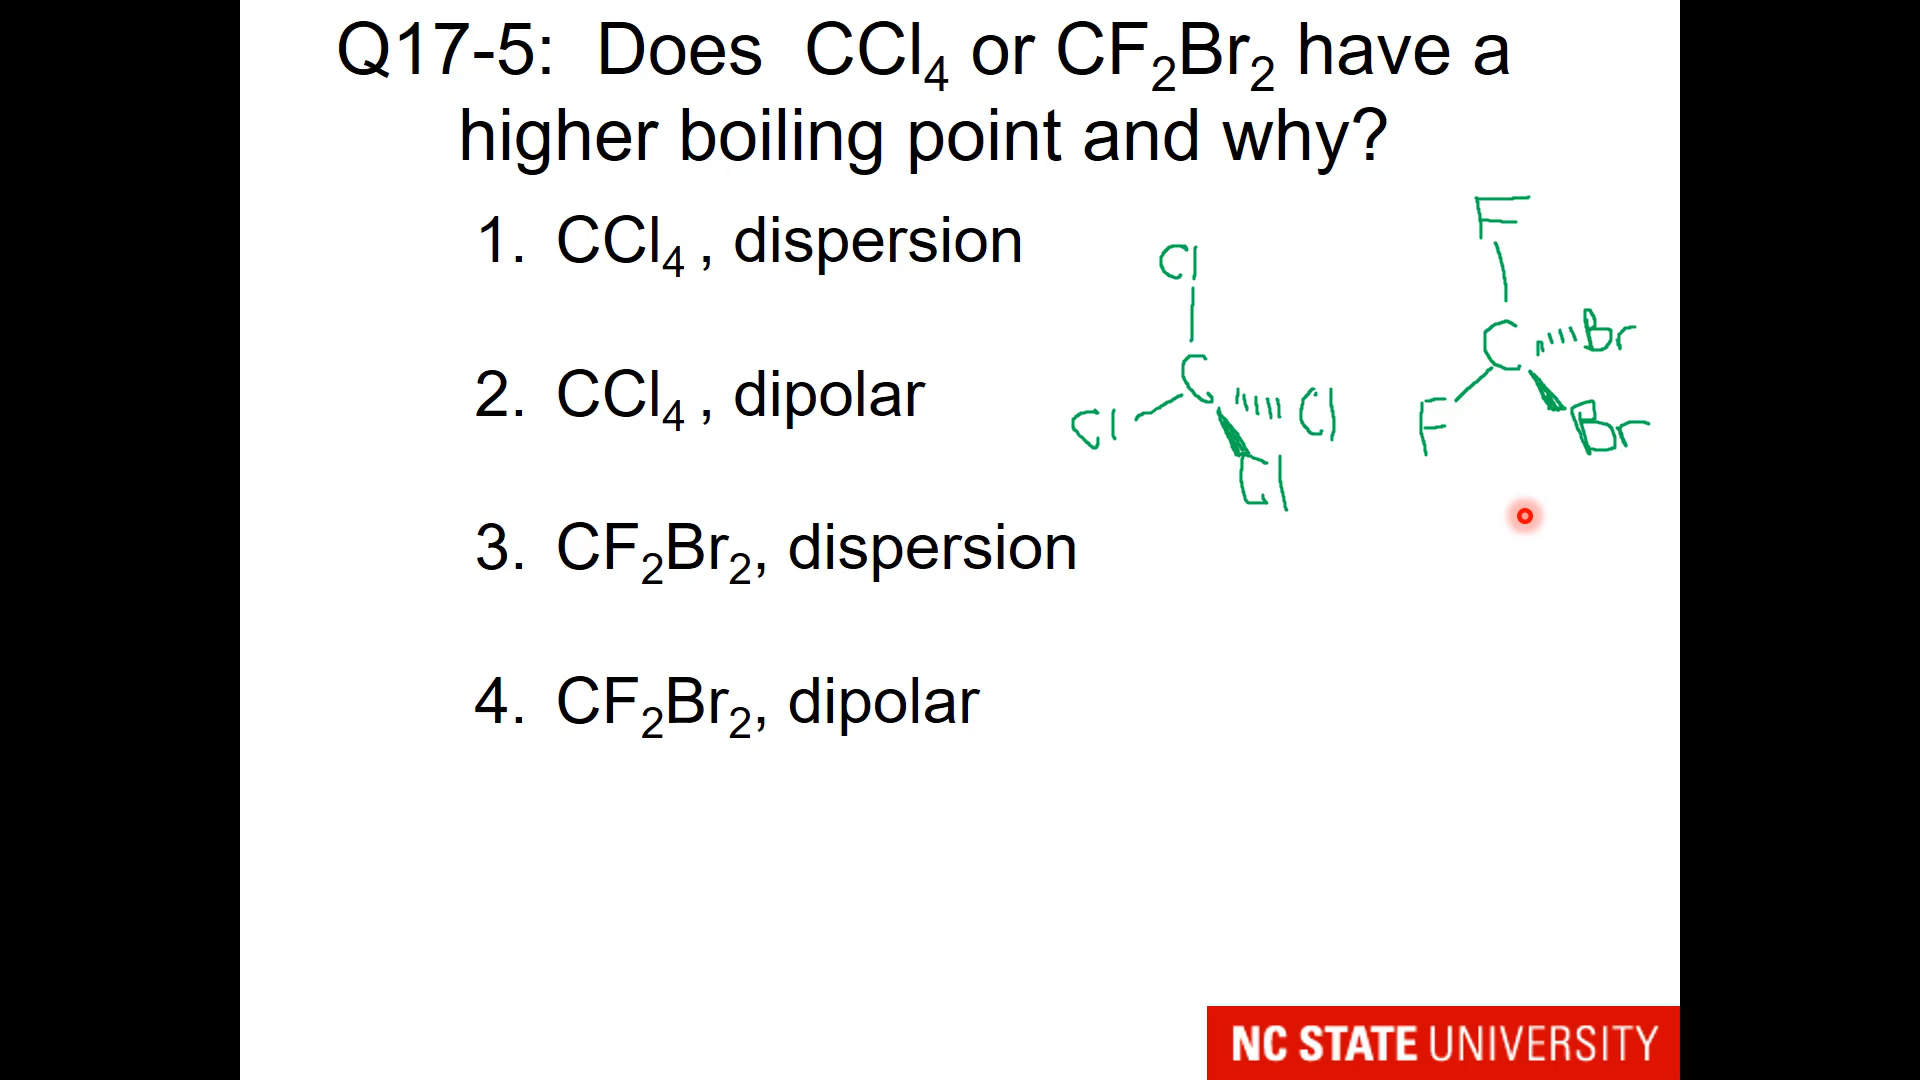 Q17-5: Does CCl₄ or CF₂Br₂ have a
higher boiling point and why?
1. CCl₄ , dispersion
2. CCl₄ , dipolar
3. CF₂Br₂, dispersion
4. CF₂Br₂, dipolar
Cl
C
Cl
Cl
Cl
F
C
Br
F
Br
NC STATE UNIVERSITY